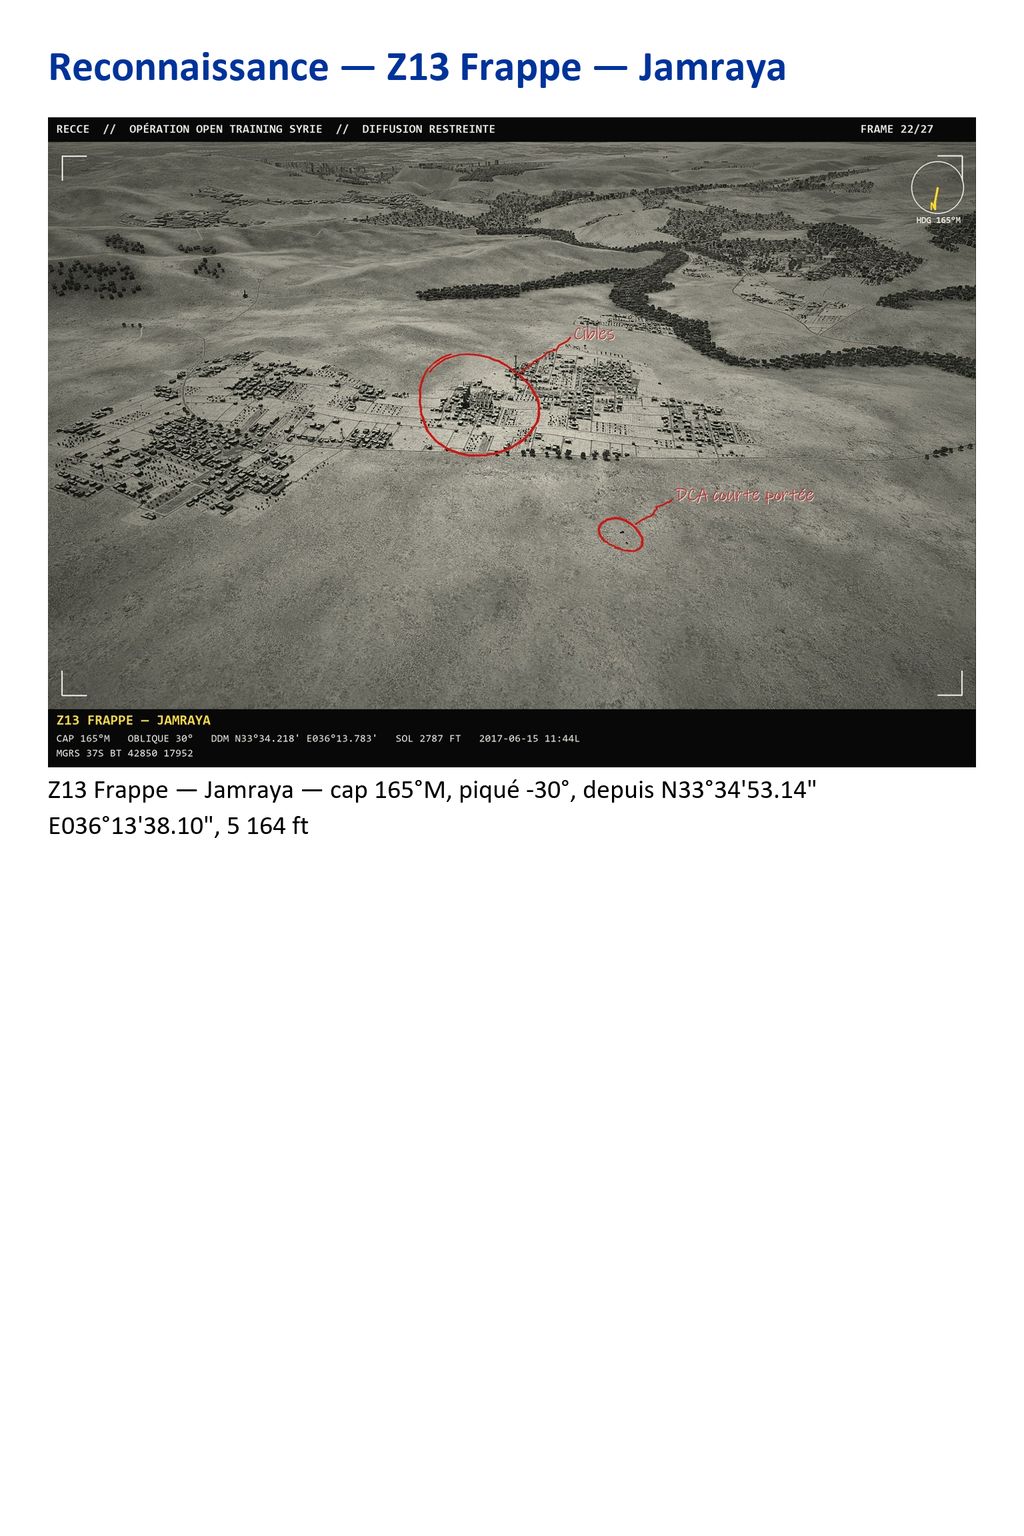 Reconnaissance — Z13 Frappe — Jamraya
RECCE // OPÉRATION OPEN TRAINING SYRIE // DIFFUSION RESTREINTE
FRAME 22/27
N
HDG 165°M
Cibles
DCA courte portée
Z13 FRAPPE — JAMRAYA
CAP 165°M OBLIQUE 30° DDM N33°34.218' E036°13.783' SOL 2787 FT 2017-06-15 11:44L
MGRS 37S BT 42850 17952
Z13 Frappe — Jamraya — cap 165°M, piqué -30°, depuis N33°34'53.14"
E036°13'38.10", 5 164 ft